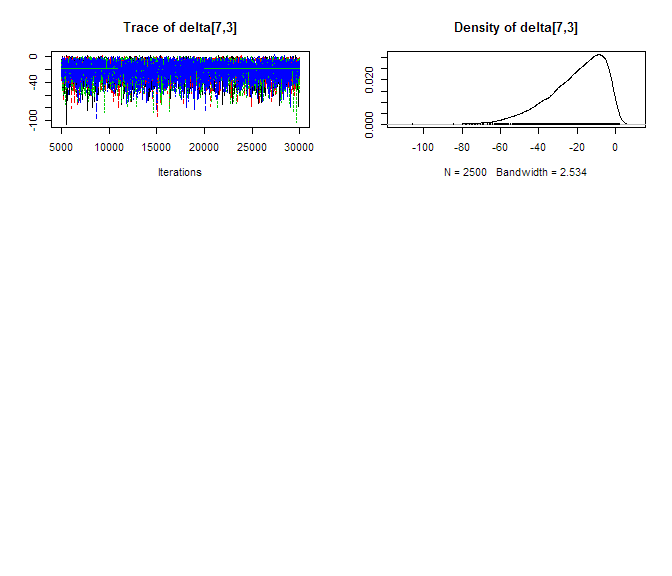 Trace of delta[7,3]
0
-40
-100
5000 10000 15000 20000 25000 30000
Iterations
Density of delta[7,3]
0.020
0.000
-100 -80 -60 -40 -20 0
N = 2500 Bandwidth = 2.534